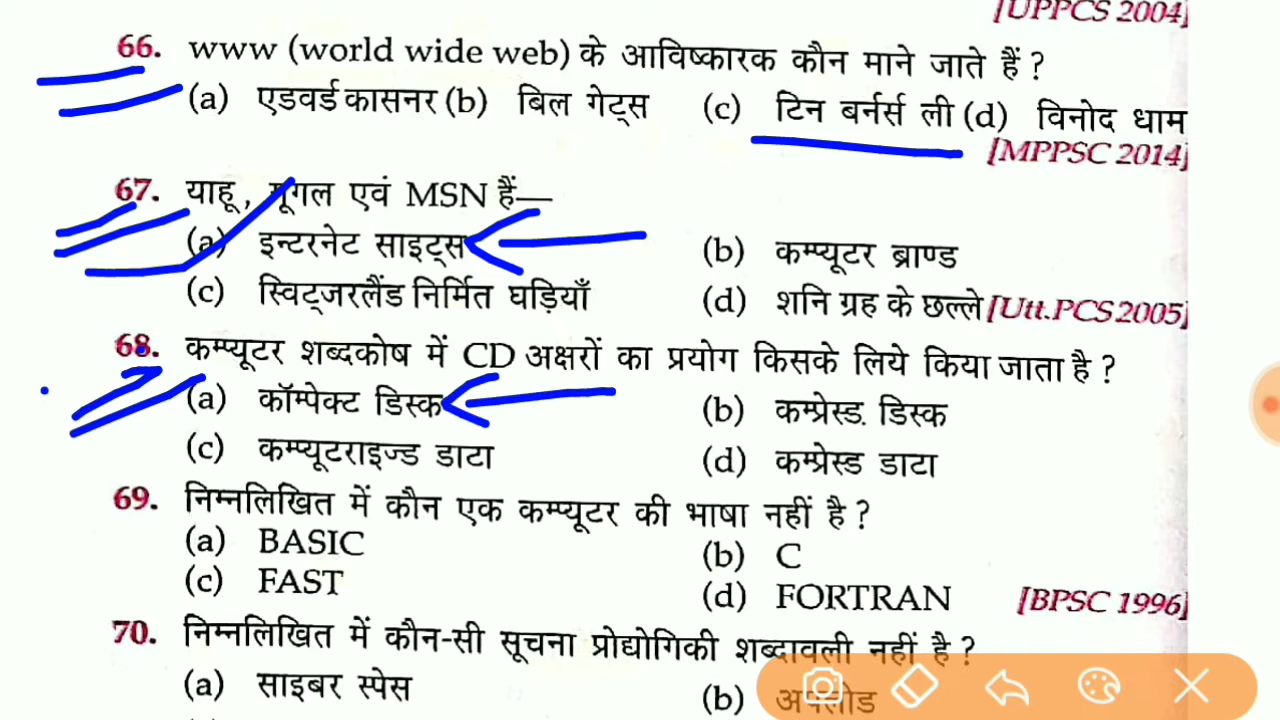 [UPPCS 2004]
66. www (world wide web) के आविष्कारक कौन माने जाते हैं ?
(a) एडवर्ड कासनर (b) बिल गेट्स (c) टिन बर्नर्स ली (d) विनोद धाम
[MPPSC 2014]
67. याहू, गूगल एवं MSN हैं—
(a) इन्टरनेट साइट्स (b) कम्प्यूटर ब्राण्ड
(c) स्विट्जरलैंड निर्मित घड़ियाँ (d) शनि ग्रह के छल्ले [Utt.PCS 2005]
68. कम्प्यूटर शब्दकोष में CD अक्षरों का प्रयोग किसके लिये किया जाता है ?
(a) कॉम्पेक्ट डिस्क (b) कम्प्रेस्ड डिस्क
(c) कम्प्यूटराइज्ड डाटा (d) कम्प्रेस्ड डाटा
69. निम्नलिखित में कौन एक कम्प्यूटर की भाषा नहीं है ?
(a) BASIC (b) C
(c) FAST (d) FORTRAN [BPSC 1996]
70. निम्नलिखित में कौन-सी सूचना प्रोद्योगिकी शब्दावली नहीं है ?
(a) साइबर स्पेस (b) अपलोड